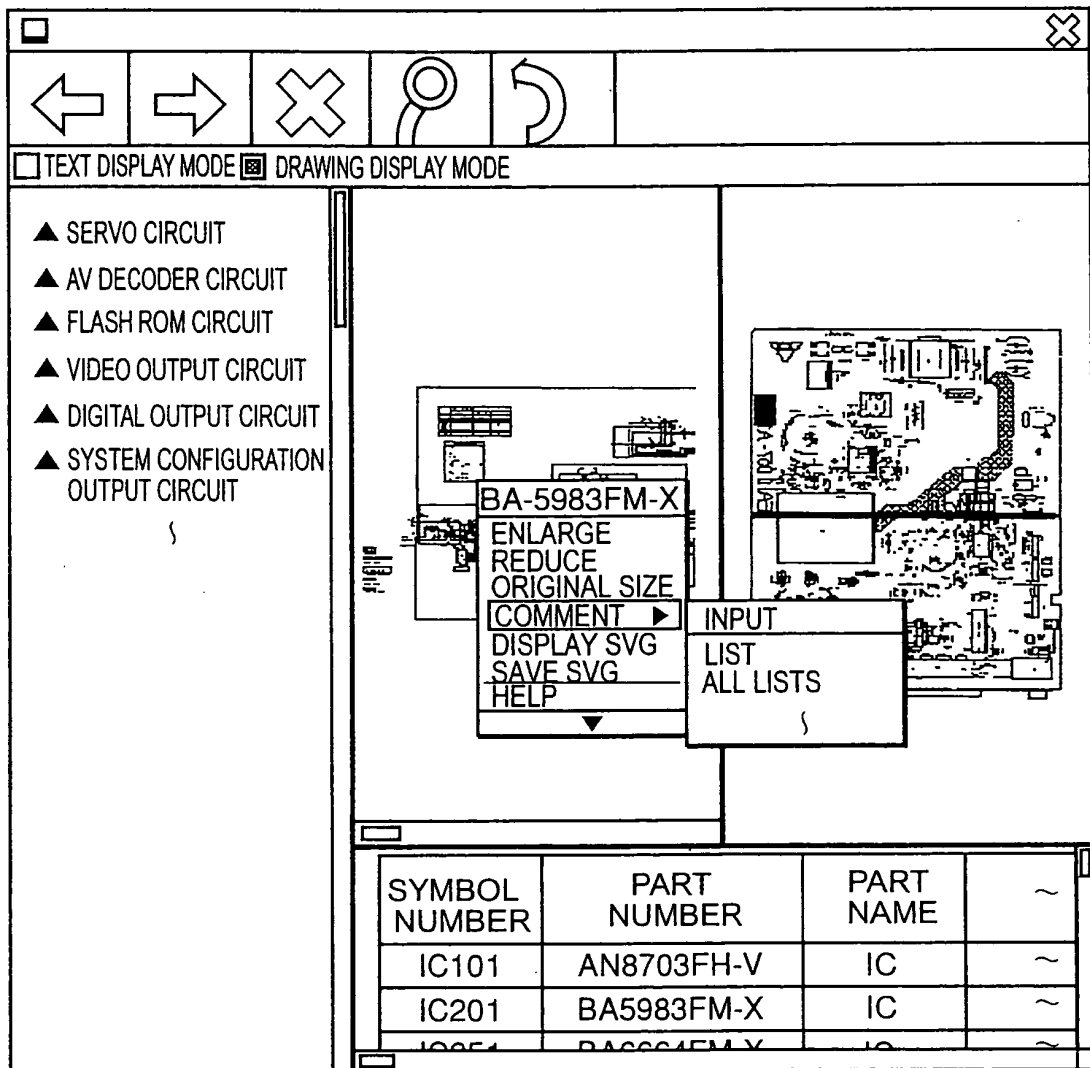 TEXT DISPLAY MODE DRAWING DISPLAY MODE
▲ SERVO CIRCUIT
▲ AV DECODER CIRCUIT
▲ FLASH ROM CIRCUIT
▲ VIDEO OUTPUT CIRCUIT
▲ DIGITAL OUTPUT CIRCUIT
▲ SYSTEM CONFIGURATION
OUTPUT CIRCUIT
BA-5983FM-X
ENLARGE
REDUCE
ORIGINAL SIZE
COMMENT ▶
DISPLAY SVG
SAVE SVG
HELP
▼
INPUT
LIST
ALL LISTS
SYMBOL NUMBER PART NUMBER PART NAME ~
IC101 AN8703FH-V IC ~
IC201 BA5983FM-X IC ~